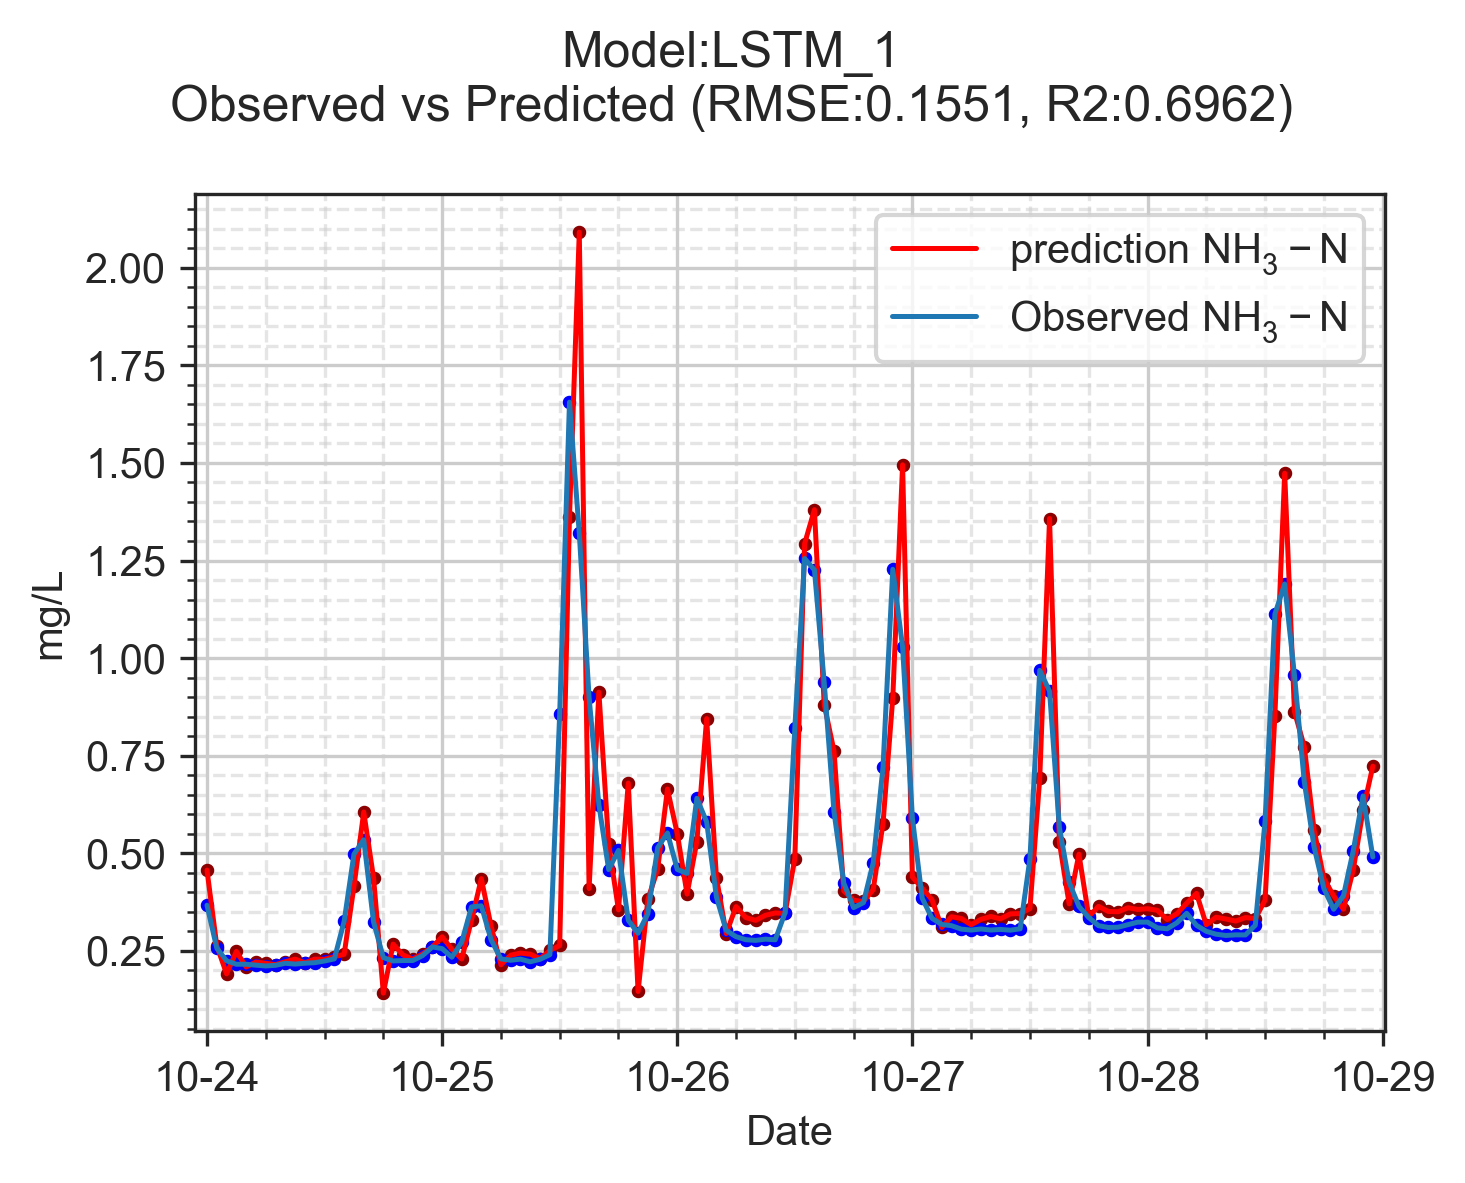 Model:LSTM_1
Observed vs Predicted (RMSE:0.1551, R2:0.6962)
prediction NH₃ − N
Observed NH₃ − N
2.00
1.75
1.50
1.25
1.00
0.75
0.50
0.25
mg/L
10-24 10-25 10-26 10-27 10-28 10-29
Date